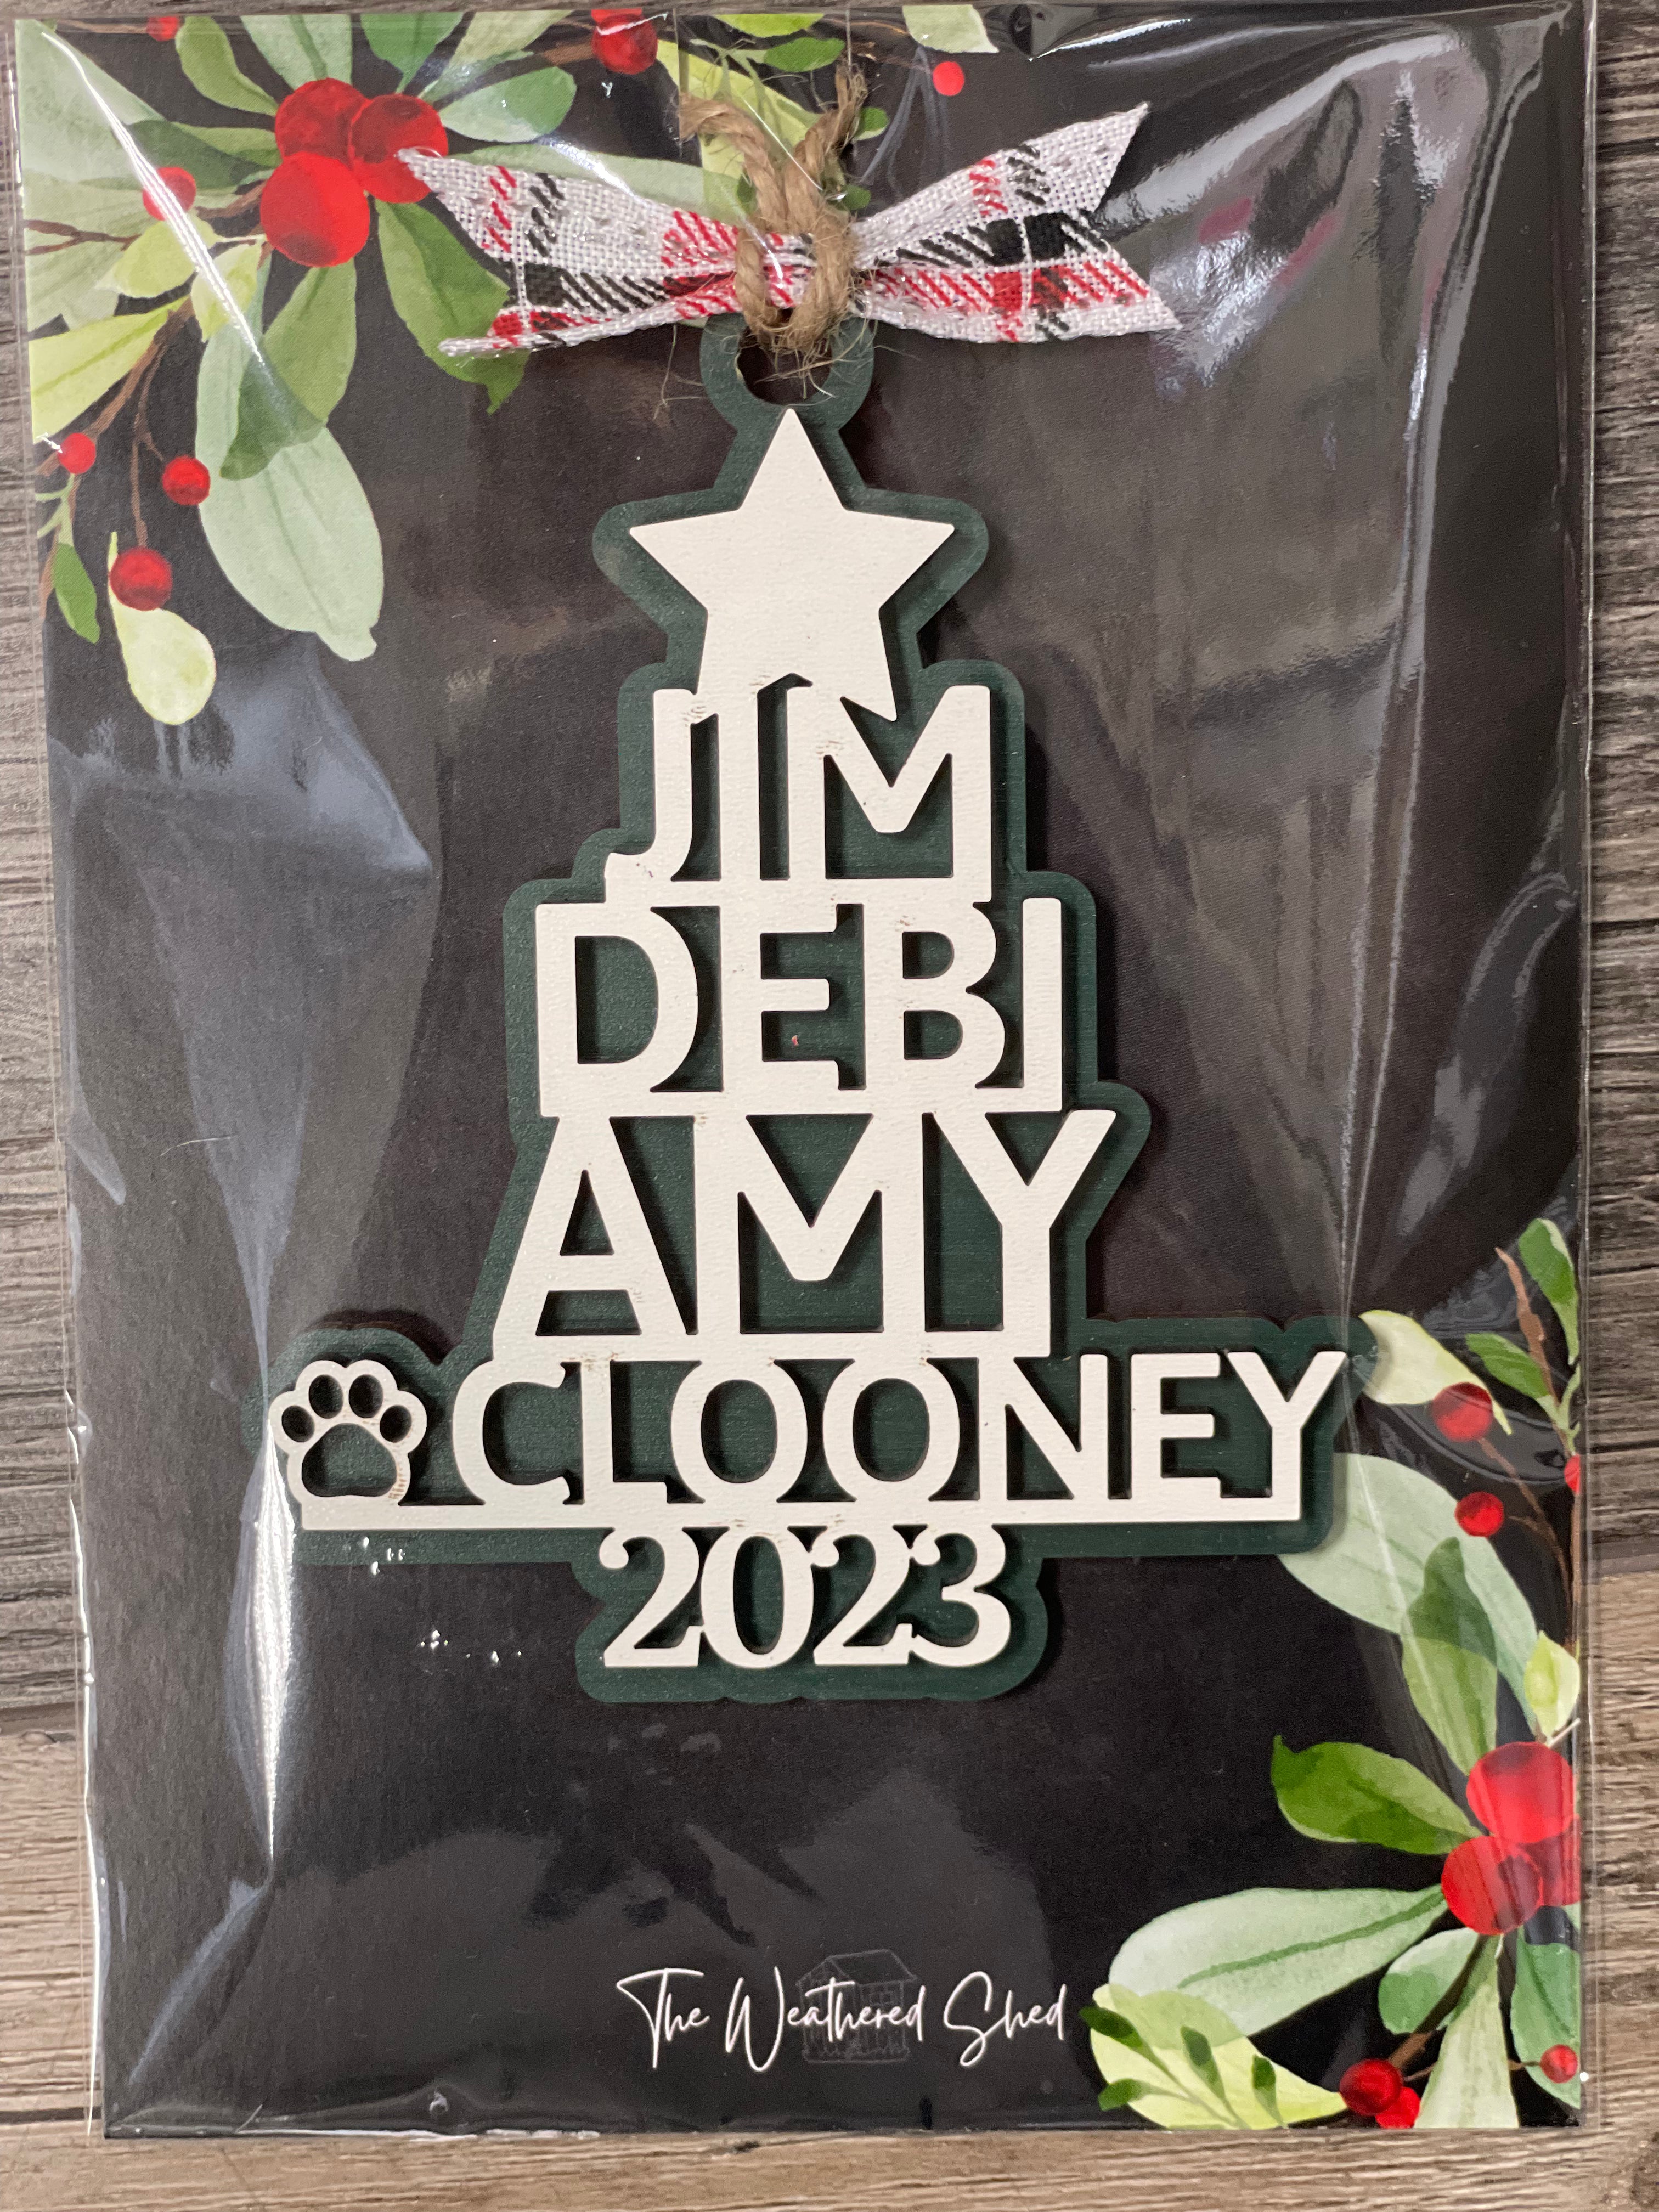 JIM
DEBI
AMY
CLOONEY
2023
The Weathered Shed